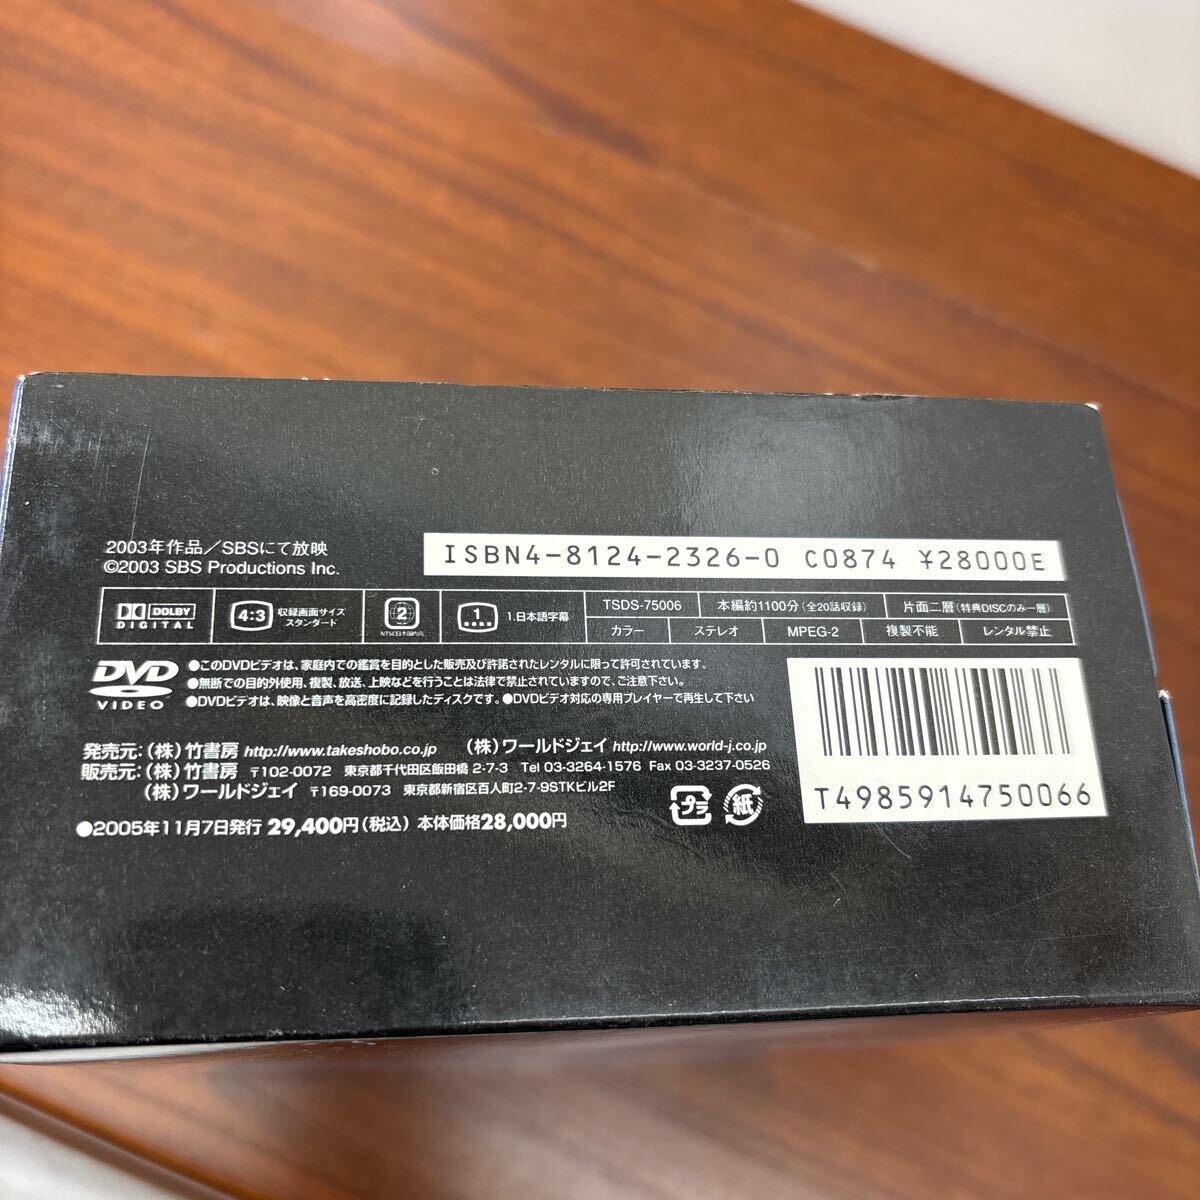 2003年作品／SBSにて放映
©2003 SBS Productions Inc.
ISBN4-8124-2326-0 C0874 ¥28000E
DOLBY DIGITAL
4:3 収録画面サイズ スタンダード
2 NTSC日本国内向
1 1.日本語字幕
TSDS-75006 本編約1100分(全20話収録) 片面二層(特典DISCのみ一層)
カラー ステレオ MPEG-2 複製不能 レンタル禁止
DVD VIDEO
●このDVDビデオは、家庭内での鑑賞を目的とした販売及び許諾されたレンタルに限って許可されています。
●無断での目的外使用、複製、放送、上映などを行うことは法律で禁止されていますので、ご注意下さい。
●DVDビデオは、映像と音声を高密度に記録したディスクです。●DVDビデオ対応の専用プレイヤーで再生して下さい
発売元：(株)竹書房 http://www.takeshobo.co.jp (株)ワールドジェイ http://www.world-j.co.jp
販売元：(株)竹書房 〒102-0072 東京都千代田区飯田橋2-7-3 Tel 03-3264-1576 Fax 03-3237-0526
(株)ワールドジェイ 〒169-0073 東京都新宿区百人町2-7-9STKビル2F
●2005年11月7日発行 29,400円(税込) 本体価格28,000円
プラ 紙
T4985914750066